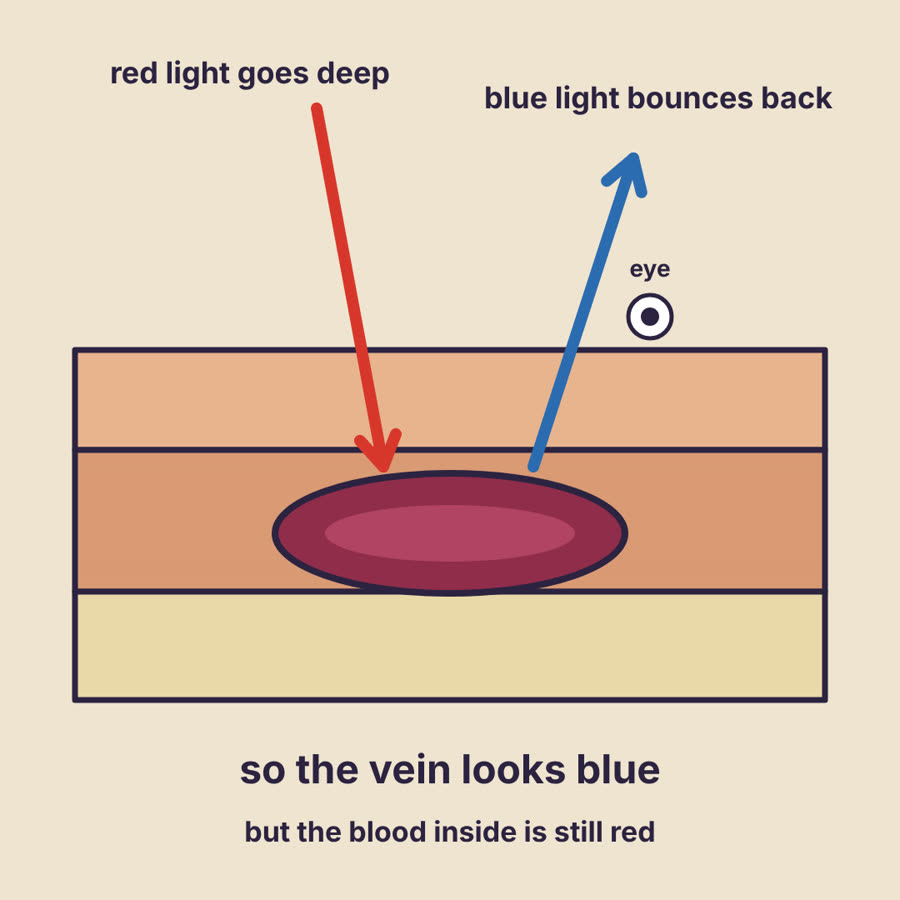 red light goes deep
blue light bounces back
eye
so the vein looks blue
but the blood inside is still red